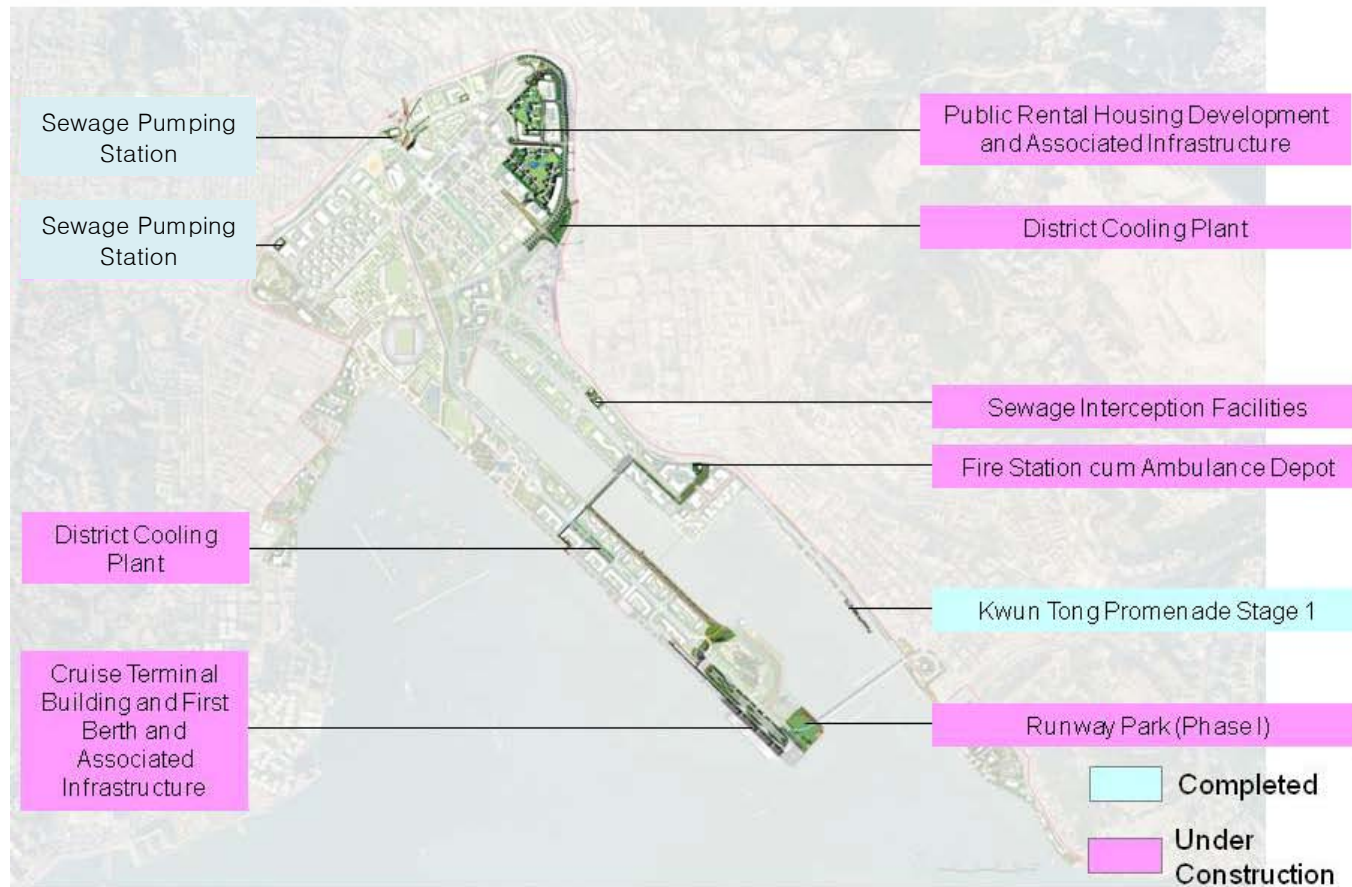 Sewage Pumping
Station
Sewage Pumping
Station
District Cooling
Plant
Cruise Terminal
Building and First
Berth and
Associated
Infrastructure
Public Rental Housing Development
and Associated Infrastructure
District Cooling Plant
Sewage Interception Facilities
Fire Station cum Ambulance Depot
Kwun Tong Promenade Stage 1
Runway Park (Phase I)
Completed
Under
Construction